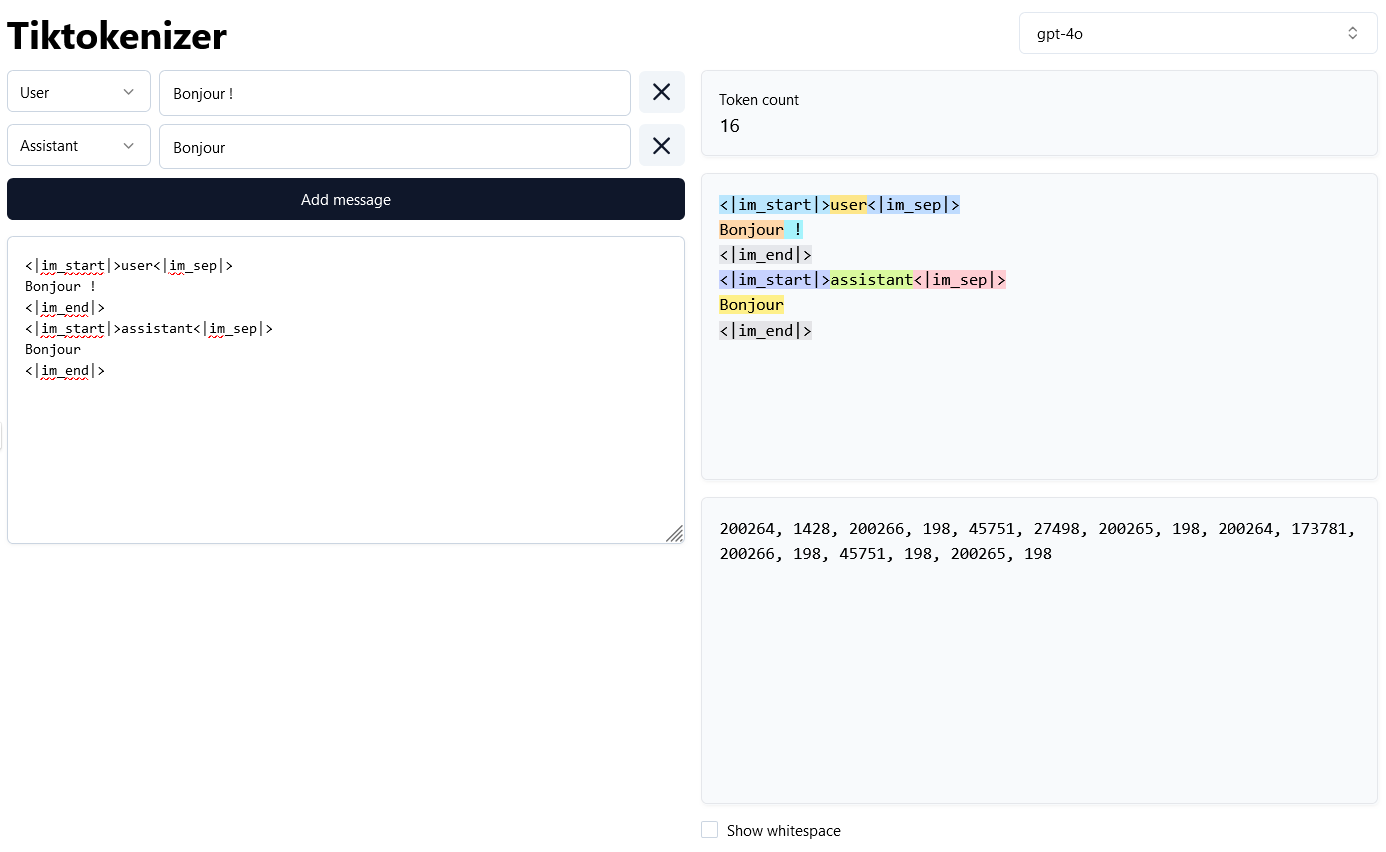 Tiktokenizer
gpt-4o
User
Bonjour !
Assistant
Bonjour
Add message
<|im_start|>user<|im_sep|>
Bonjour !
<|im_end|>
<|im_start|>assistant<|im_sep|>
Bonjour
<|im_end|>
Token count
16
<|im_start|>user<|im_sep|>
Bonjour !
<|im_end|>
<|im_start|>assistant<|im_sep|>
Bonjour
<|im_end|>
200264, 1428, 200266, 198, 45751, 27498, 200265, 198, 200264, 173781,
200266, 198, 45751, 198, 200265, 198
Show whitespace